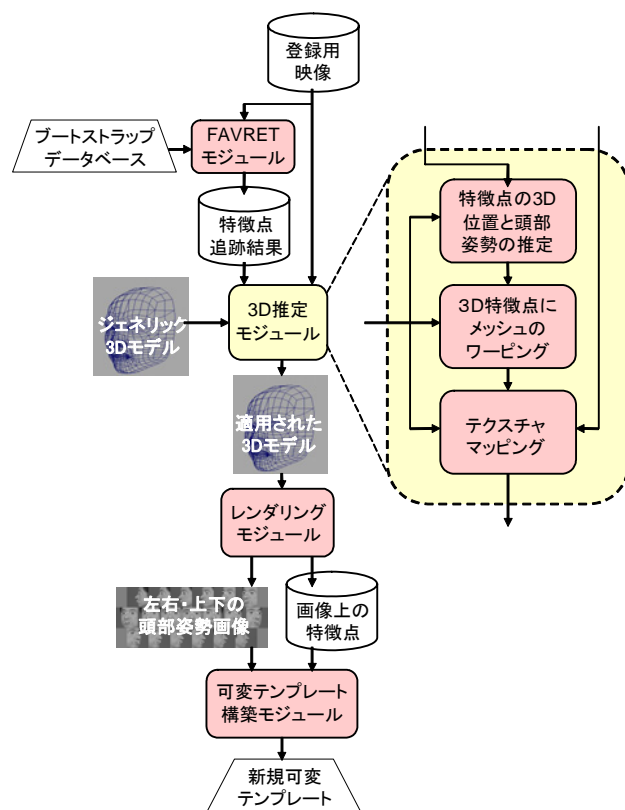 登録用
映像
ブートストラップ
データベース
FAVRET
モジュール
特徴点
追跡結果
ジェネリック
3Dモデル
3D推定
モジュール
適用された
3Dモデル
レンダリング
モジュール
左右・上下の
頭部姿勢画像
画像上の
特徴点
可変テンプレート
構築モジュール
新規可変
テンプレート
特徴点の3D
位置と頭部
姿勢の推定
3D特徴点に
メッシュの
ワーピング
テクスチャ
マッピング